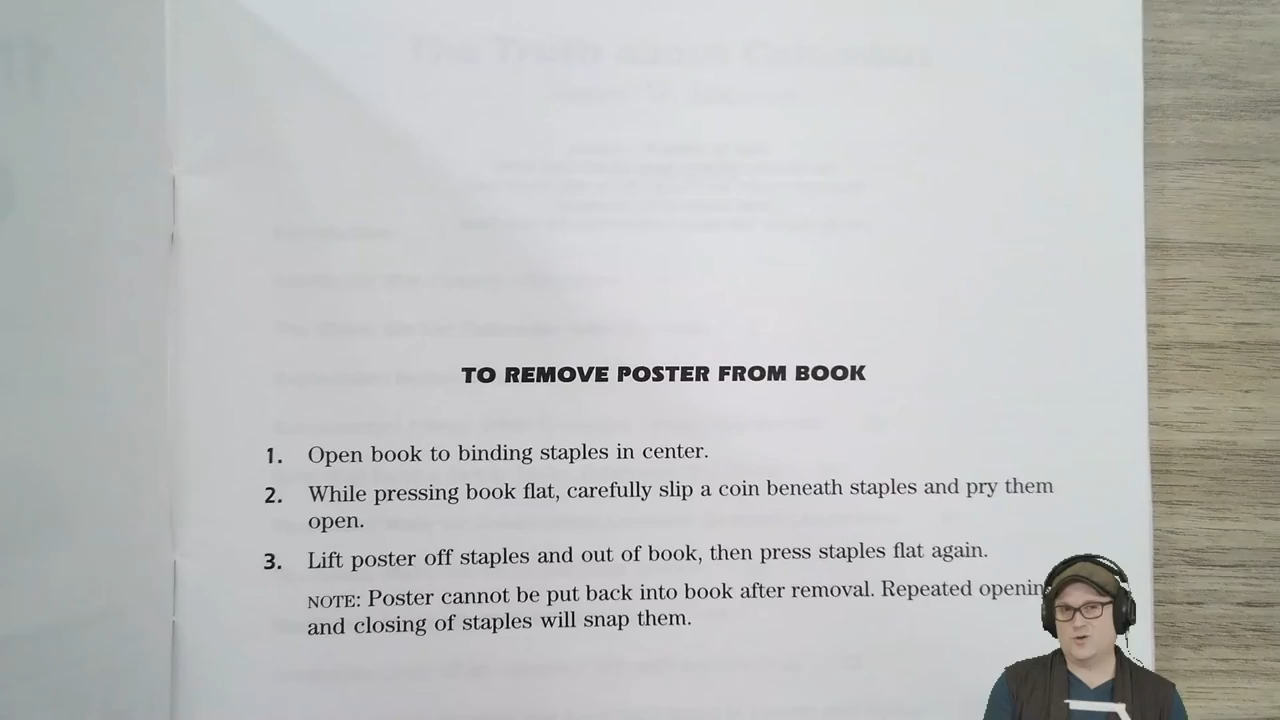 TO REMOVE POSTER FROM BOOK
1. Open book to binding staples in center.
2. While pressing book flat, carefully slip a coin beneath staples and pry them
open.
3. Lift poster off staples and out of book, then press staples flat again.
NOTE: Poster cannot be put back into book after removal. Repeated
and closing of staples will snap them.